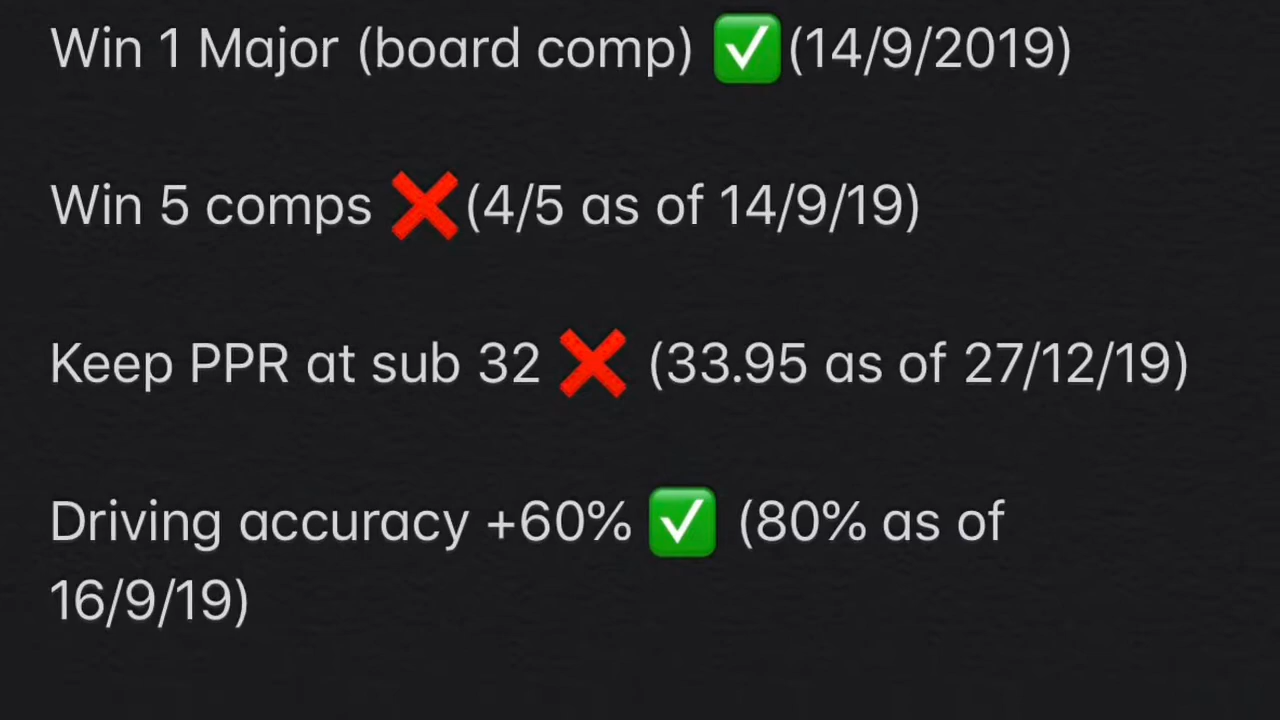 Win 1 Major (board comp) ✅(14/9/2019)
Win 5 comps ❌(4/5 as of 14/9/19)
Keep PPR at sub 32 ❌ (33.95 as of 27/12/19)
Driving accuracy +60% ✅ (80% as of
16/9/19)